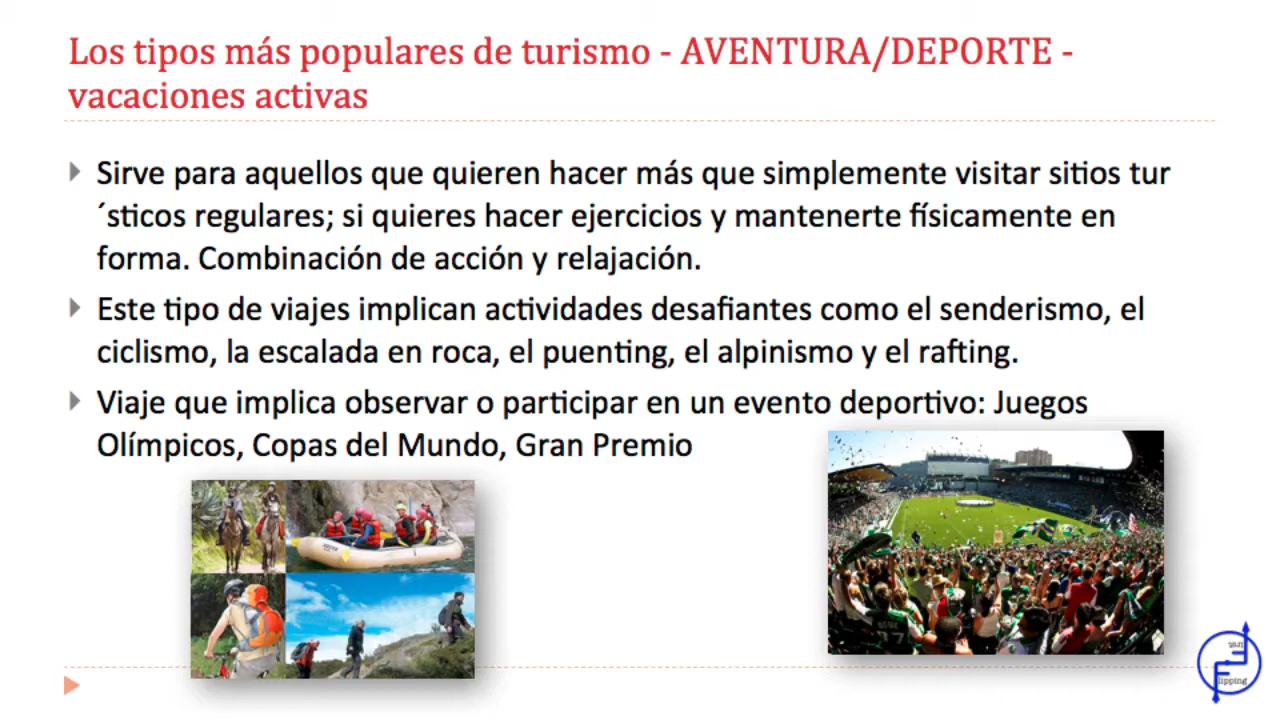 Los tipos más populares de turismo - AVENTURA/DEPORTE -
vacaciones activas
Sirve para aquellos que quieren hacer más que simplemente visitar sitios tur
´sticos regulares; si quieres hacer ejercicios y mantenerte físicamente en
forma. Combinación de acción y relajación.
Este tipo de viajes implican actividades desafiantes como el senderismo, el
ciclismo, la escalada en roca, el puenting, el alpinismo y el rafting.
Viaje que implica observar o participar en un evento deportivo: Juegos
Olímpicos, Copas del Mundo, Gran Premio
lipping